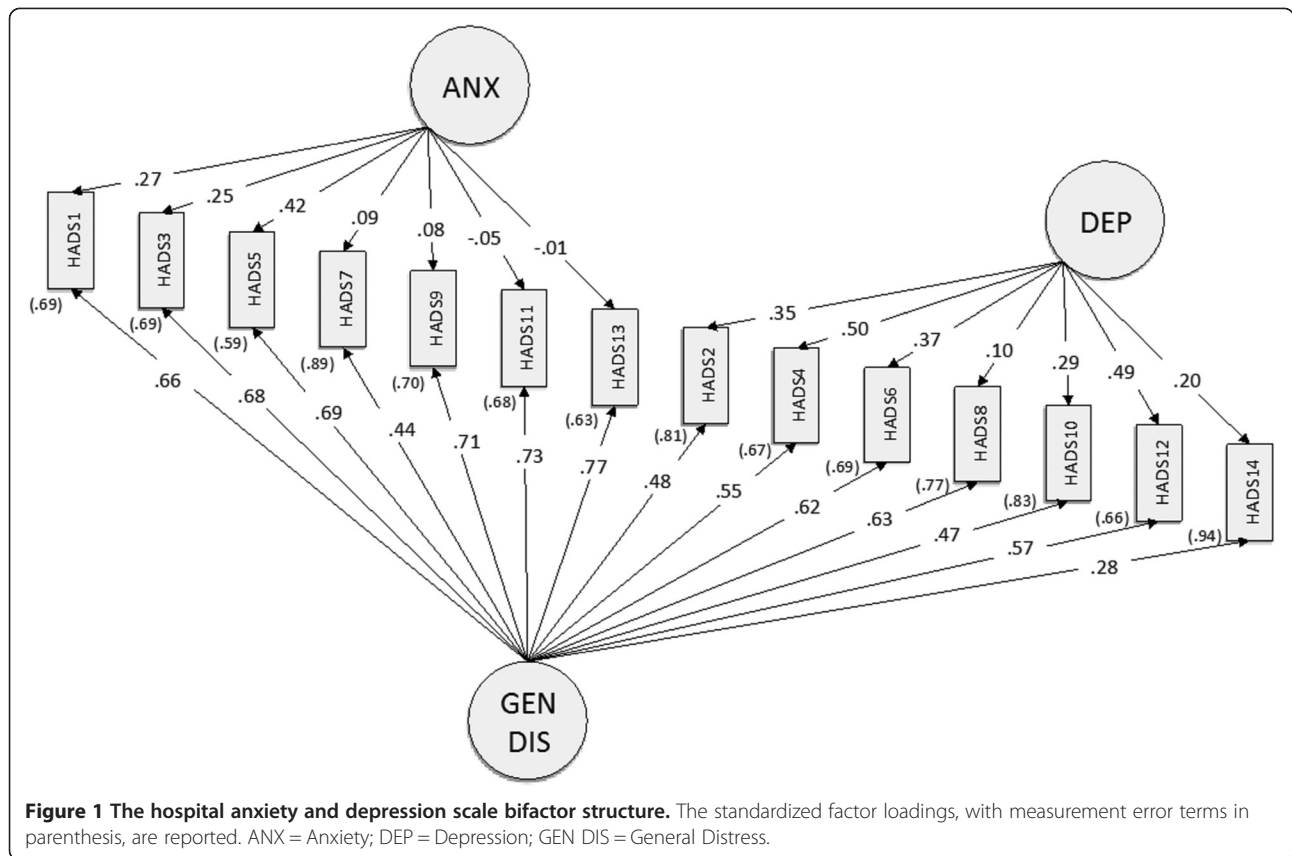 ANX
DEP
.27
.25
.42
.09
.08
-.05
-.01
HADS1
HADS3
HADS5
HADS7
HADS9
HADS11
HADS13
(.69)
(.69)
(.59)
(.89)
(.70)
(.68)
(.63)
.35
.50
.37
.10
.29
.49
.20
HADS2
HADS4
HADS6
HADS8
HADS10
HADS12
HADS14
(.81)
(.67)
(.69)
(.77)
(.83)
(.66)
(.94)
.66
.68
.69
.44
.71
.73
.77
.48
.55
.62
.63
.47
.57
.28
GEN
DIS
Figure 1 The hospital anxiety and depression scale bifactor structure. The standardized factor loadings, with measurement error terms in
parenthesis, are reported. ANX = Anxiety; DEP = Depression; GEN DIS = General Distress.